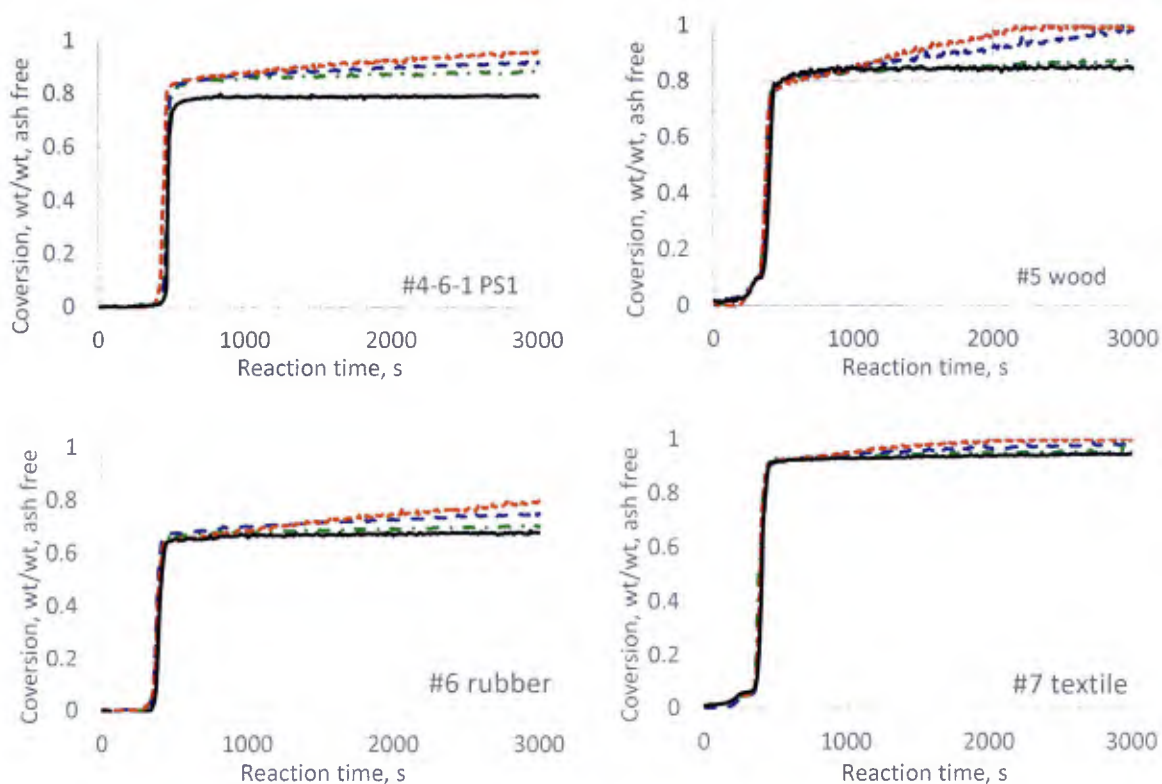 Coversion, wt/wt, ash free
1
0.8
0.6
0.4
0.2
0
#4-6-1 PS1
0 1000 2000 3000
Reaction time, s
Coversion, wt/wt, ash free
1
0.8
0.6
0.4
0.2
0
#5 wood
0 1000 2000 3000
Reaction time, s
Coversion, wt/wt, ash free
1
0.8
0.6
0.4
0.2
0
#6 rubber
0 1000 2000 3000
Reaction time, s
Coversion, wt/wt, ash free
1
0.8
0.6
0.4
0.2
0
#7 textile
0 1000 2000 3000
Reaction time, s